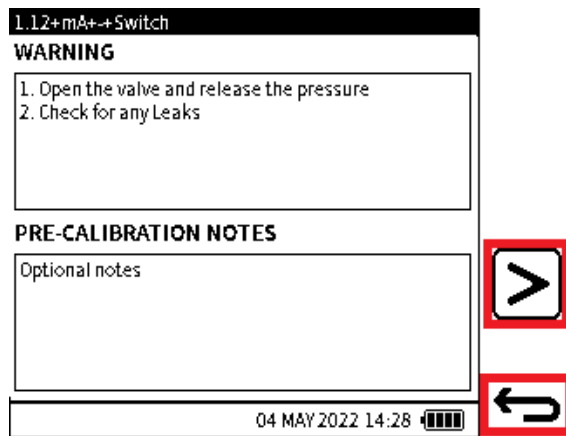 1.12+mA+-+Switch
WARNING
1. Open the valve and release the pressure
2. Check for any Leaks
PRE-CALIBRATION NOTES
Optional notes
>
04 MAY 2022 14:28